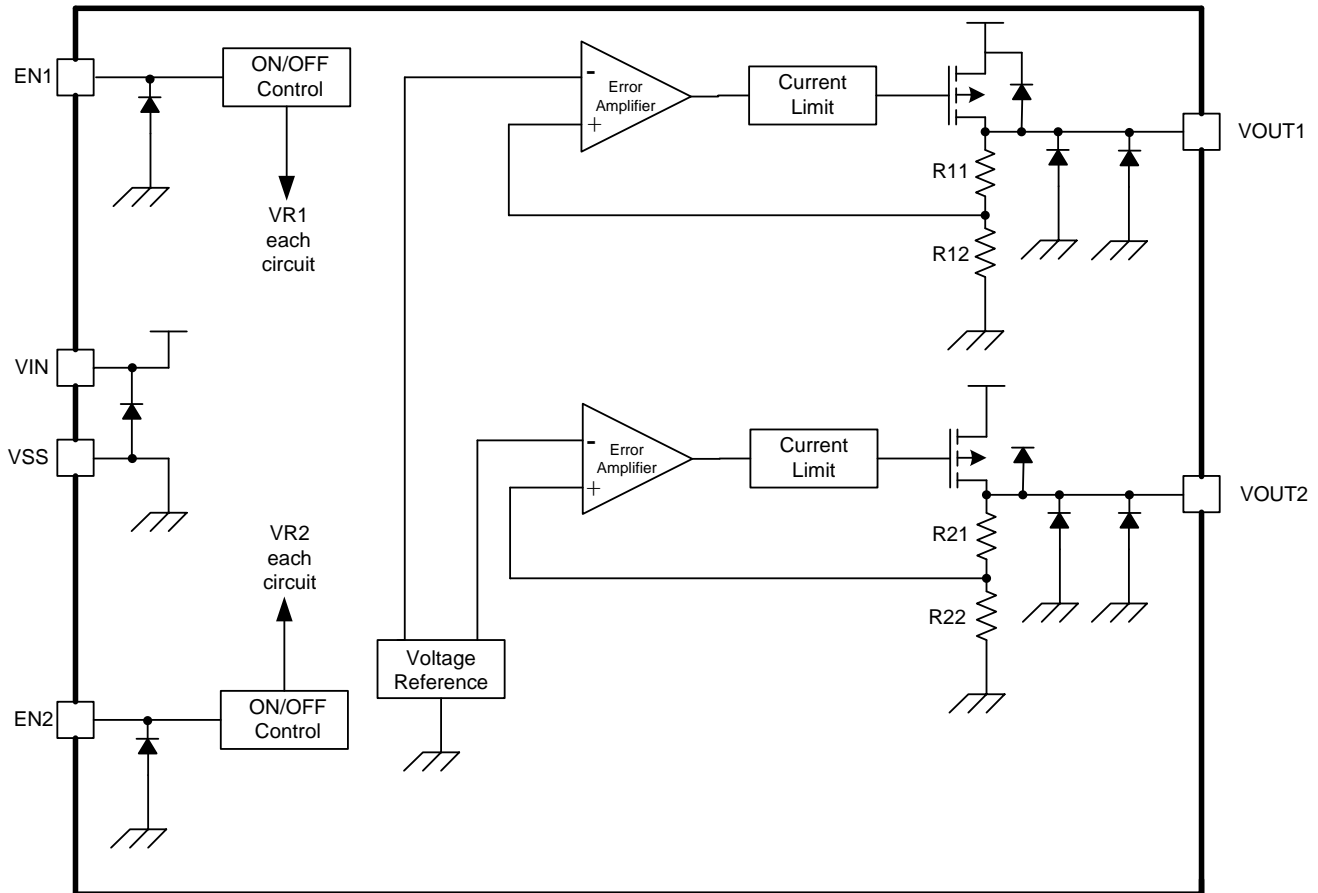 EN1
ON/OFF
Control
VR1
each
circuit
-
+
Error
Amplifier
Current
Limit
R11
R12
VOUT1
VIN
VSS
-
+
Error
Amplifier
Current
Limit
R21
R22
VOUT2
VR2
each
circuit
EN2
ON/OFF
Control
Voltage
Reference